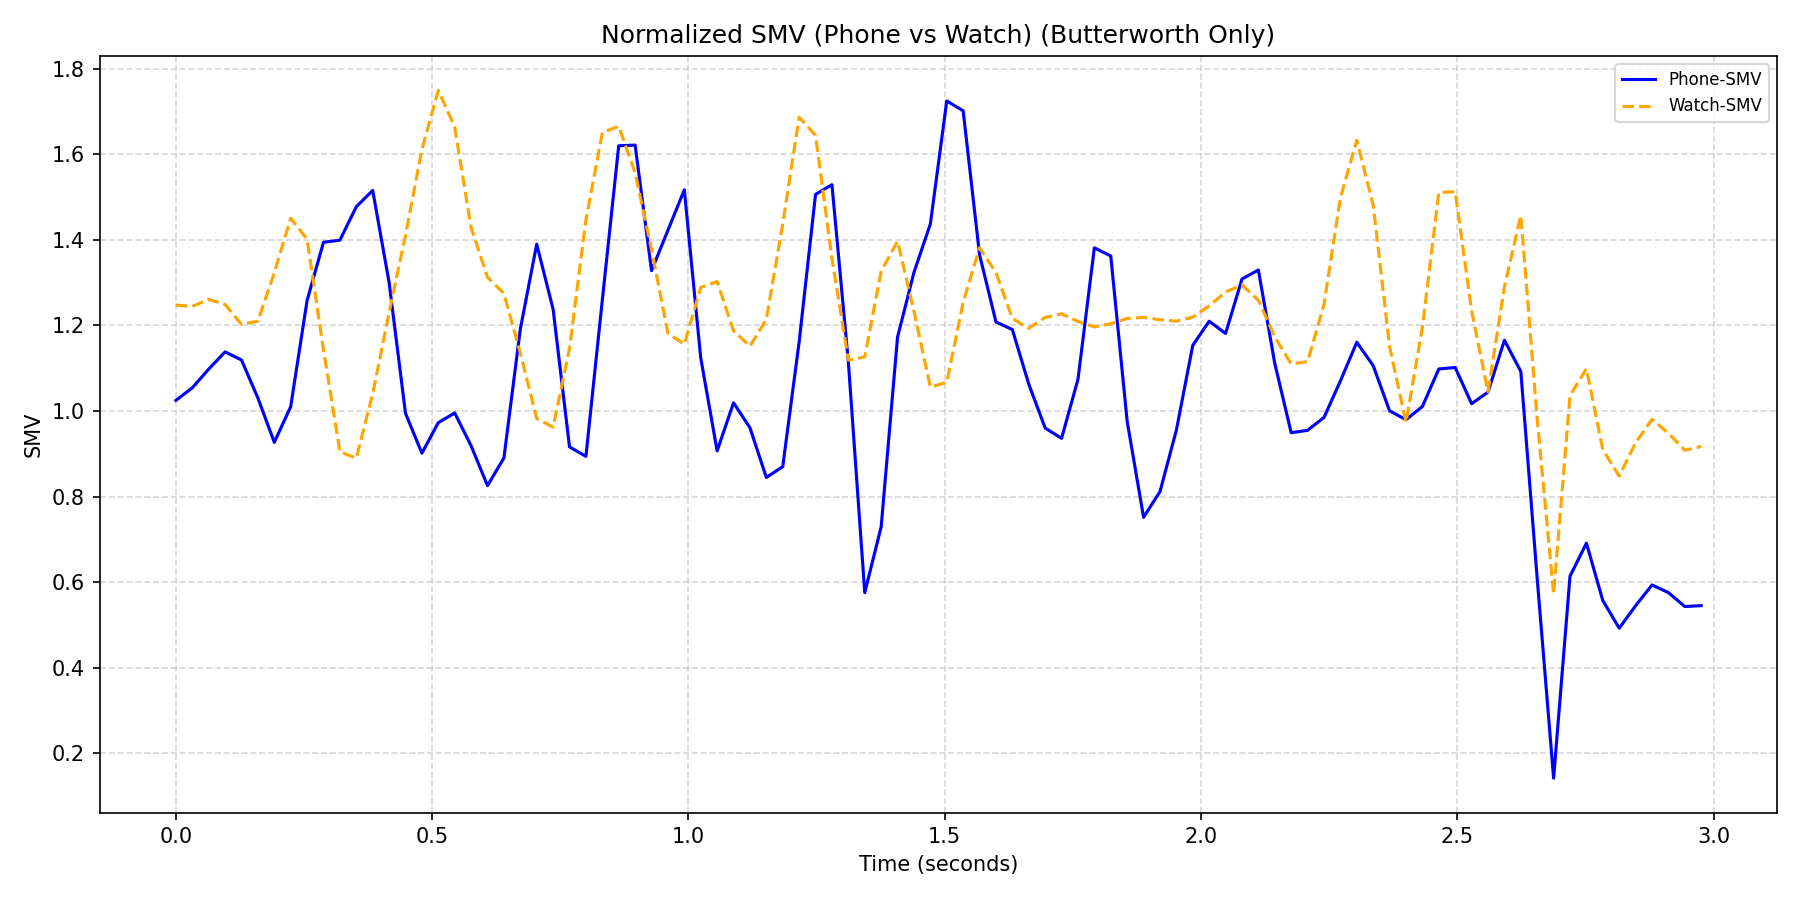 Normalized SMV (Phone vs Watch) (Butterworth Only)
Phone-SMV
Watch-SMV
SMV
1.8
1.6
1.4
1.2
1.0
0.8
0.6
0.4
0.2
0.0 0.5 1.0 1.5 2.0 2.5 3.0
Time (seconds)